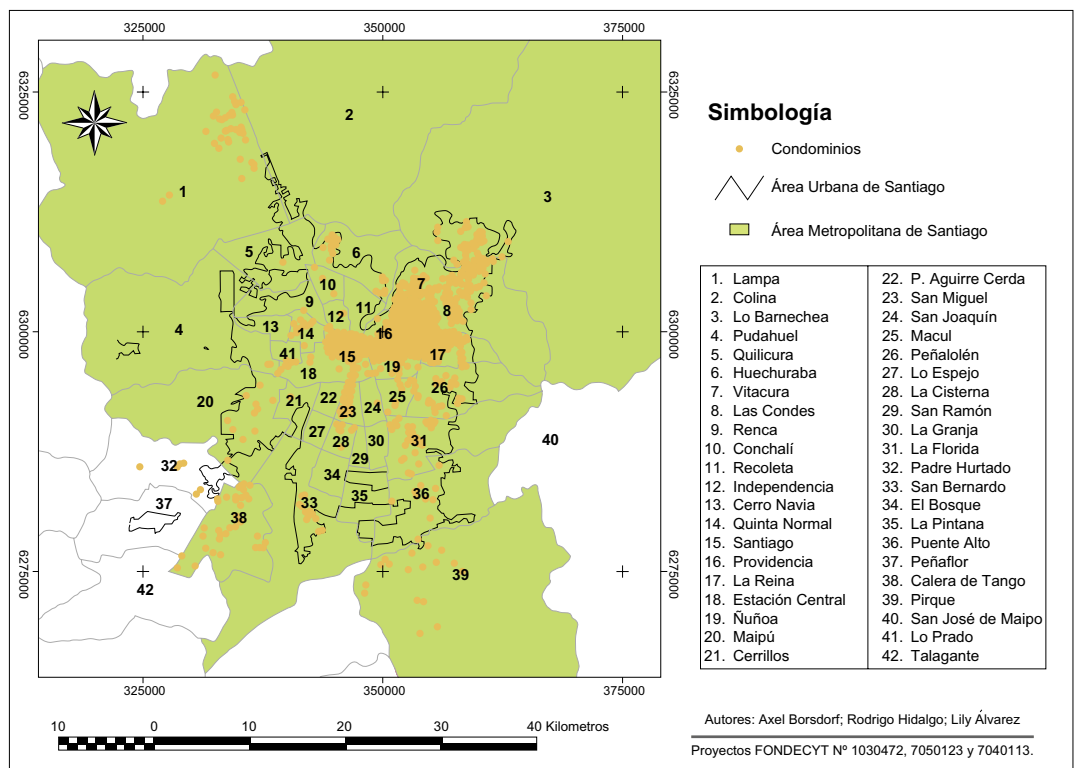 325000 350000 375000
6325000 6325000
6300000 6300000
6275000 6275000
2
1
3
5
6
7
10
9
11
8
12
13
14
16
4
41
15
17
19
18
26
20
21
22
25
23
24
27
28
30
31
40
32
29
34
37
35
36
33
38
39
42
325000 350000 375000
10 0 10 20 30 40 Kilometros
Simbología
Condominios
Área Urbana de Santiago
Área Metropolitana de Santiago
1. Lampa
2. Colina
3. Lo Barnechea
4. Pudahuel
5. Quilicura
6. Huechuraba
7. Vitacura
8. Las Condes
9. Renca
10. Conchalí
11. Recoleta
12. Independencia
13. Cerro Navia
14. Quinta Normal
15. Santiago
16. Providencia
17. La Reina
18. Estación Central
19. Ñuñoa
20. Maipú
21. Cerrillos
22. P. Aguirre Cerda
23. San Miguel
24. San Joaquín
25. Macul
26. Peñalolén
27. Lo Espejo
28. La Cisterna
29. San Ramón
30. La Granja
31. La Florida
32. Padre Hurtado
33. San Bernardo
34. El Bosque
35. La Pintana
36. Puente Alto
37. Peñaflor
38. Calera de Tango
39. Pirque
40. San José de Maipo
41. Lo Prado
42. Talagante
Autores: Axel Borsdorf; Rodrigo Hidalgo; Lily Álvarez
Proyectos FONDECYT Nº 1030472, 7050123 y 7040113.